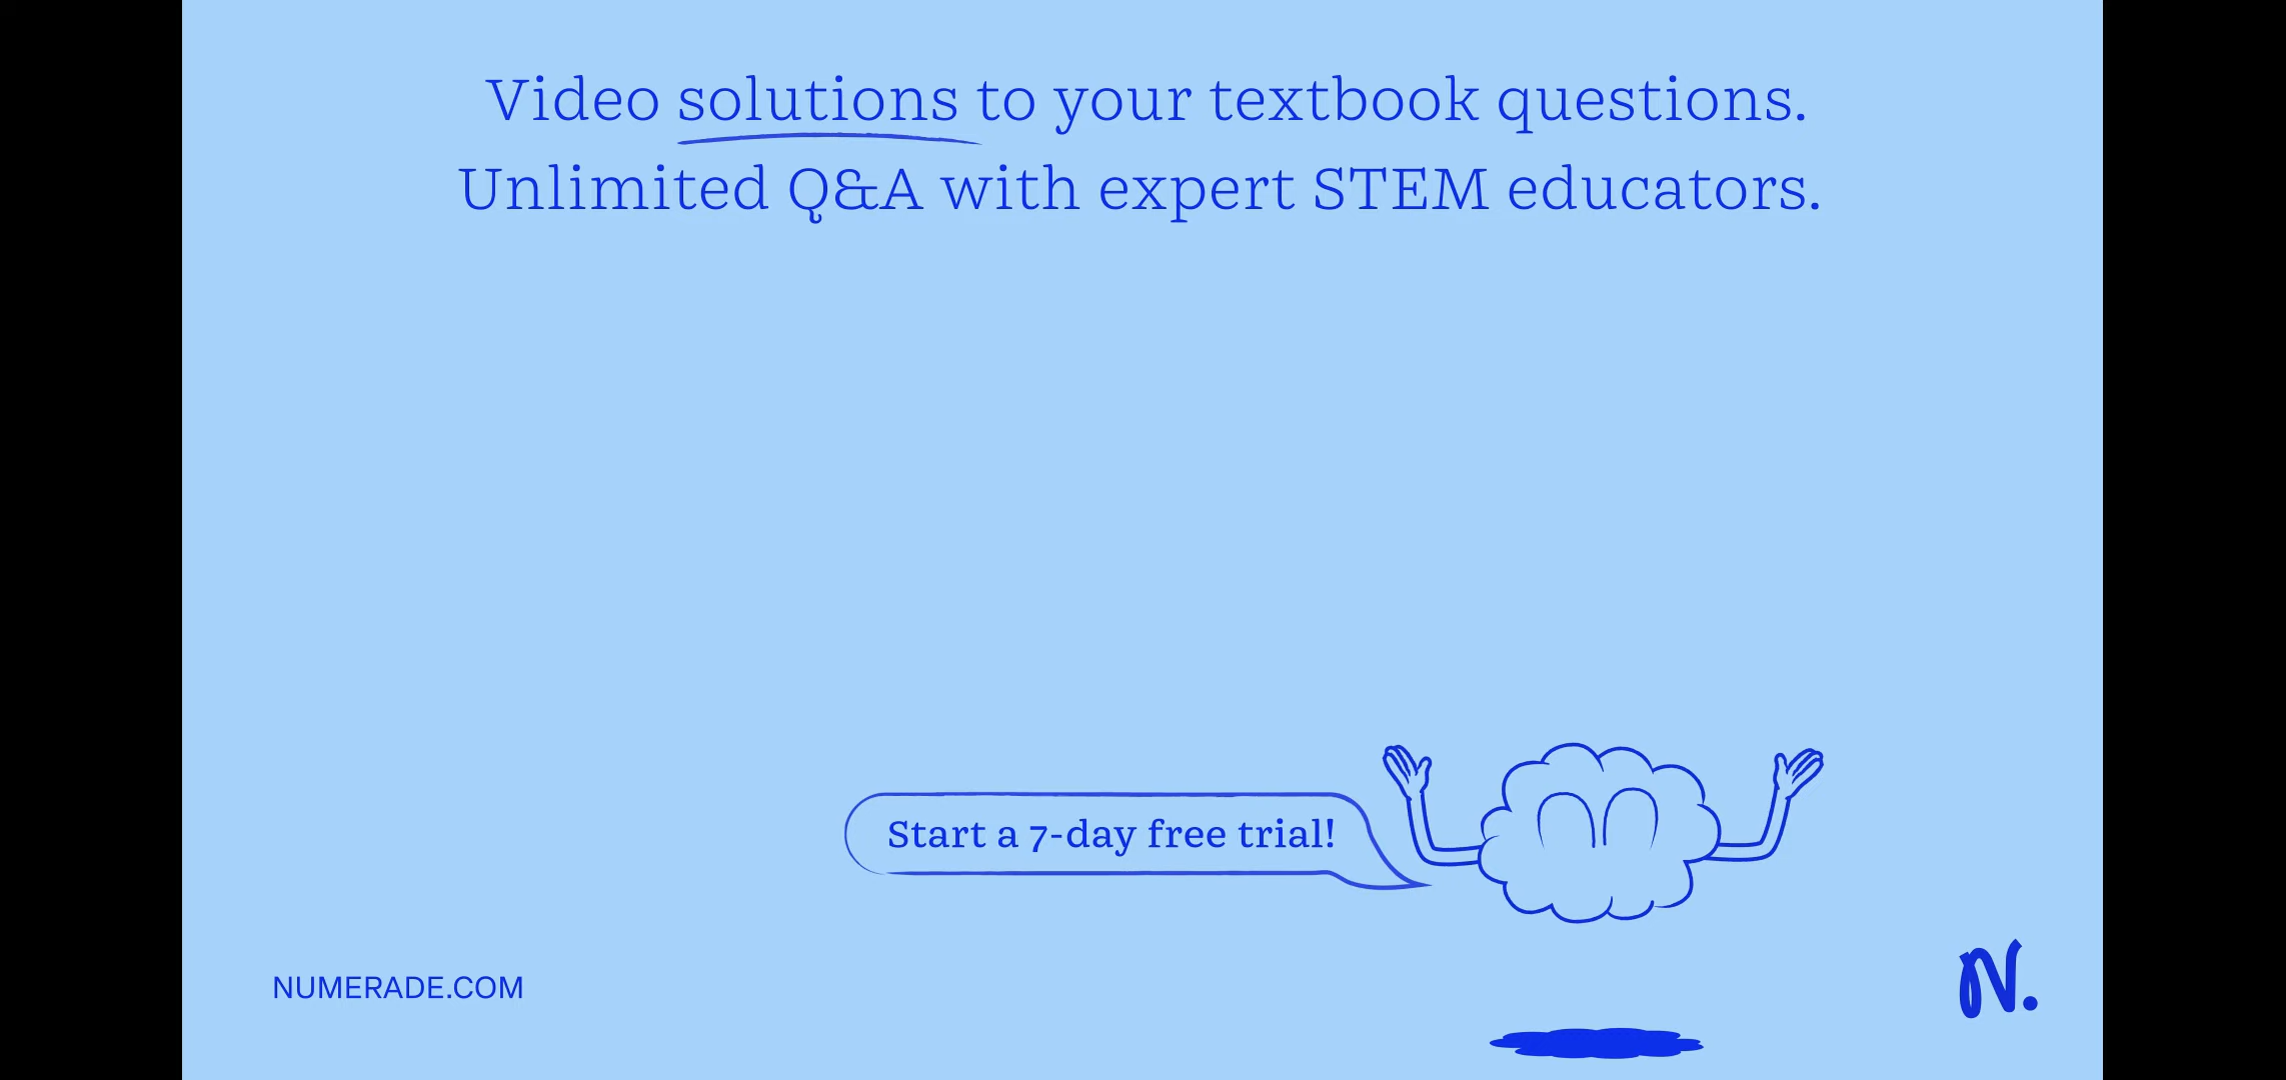 Video solutions to your textbook questions.
Unlimited Q&A with expert STEM educators.
Start a 7-day free trial!
NUMERADE.COM
N.